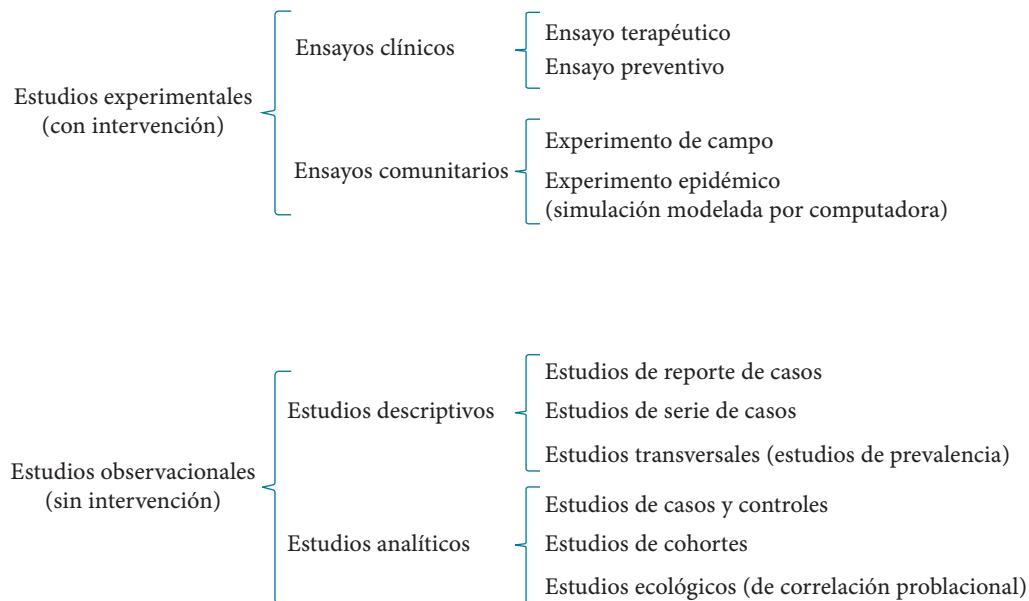 Estudios experimentales
(con intervención)
Ensayos clínicos
Ensayo terapéutico
Ensayo preventivo
Ensayos comunitarios
Experimento de campo
Experimento epidémico
(simulación modelada por computadora)
Estudios observacionales
(sin intervención)
Estudios descriptivos
Estudios de reporte de casos
Estudios de serie de casos
Estudios transversales (estudios de prevalencia)
Estudios analíticos
Estudios de casos y controles
Estudios de cohortes
Estudios ecológicos (de correlación problacional)